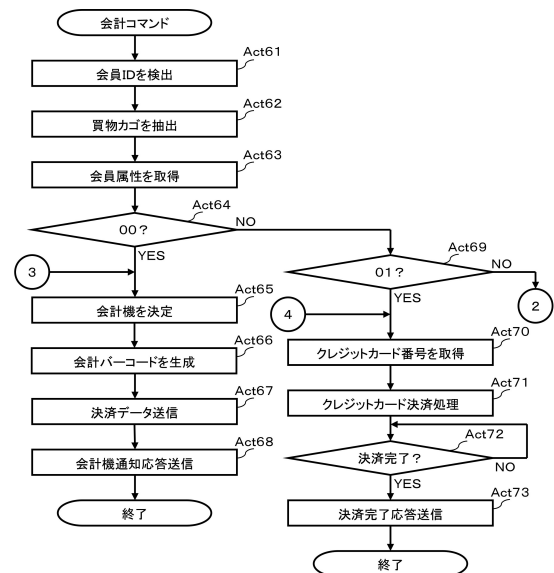 会計コマンド
Act61
会員IDを検出
Act62
買物カゴを抽出
Act63
会員属性を取得
Act64
00?
NO
YES
3
Act65
会計機を決定
Act66
会計バーコードを生成
Act67
決済データ送信
Act68
会計機通知応答送信
終了
Act69
01?
NO
2
YES
4
Act70
クレジットカード番号を取得
Act71
クレジットカード決済処理
Act72
決済完了?
NO
YES
Act73
決済完了応答送信
終了